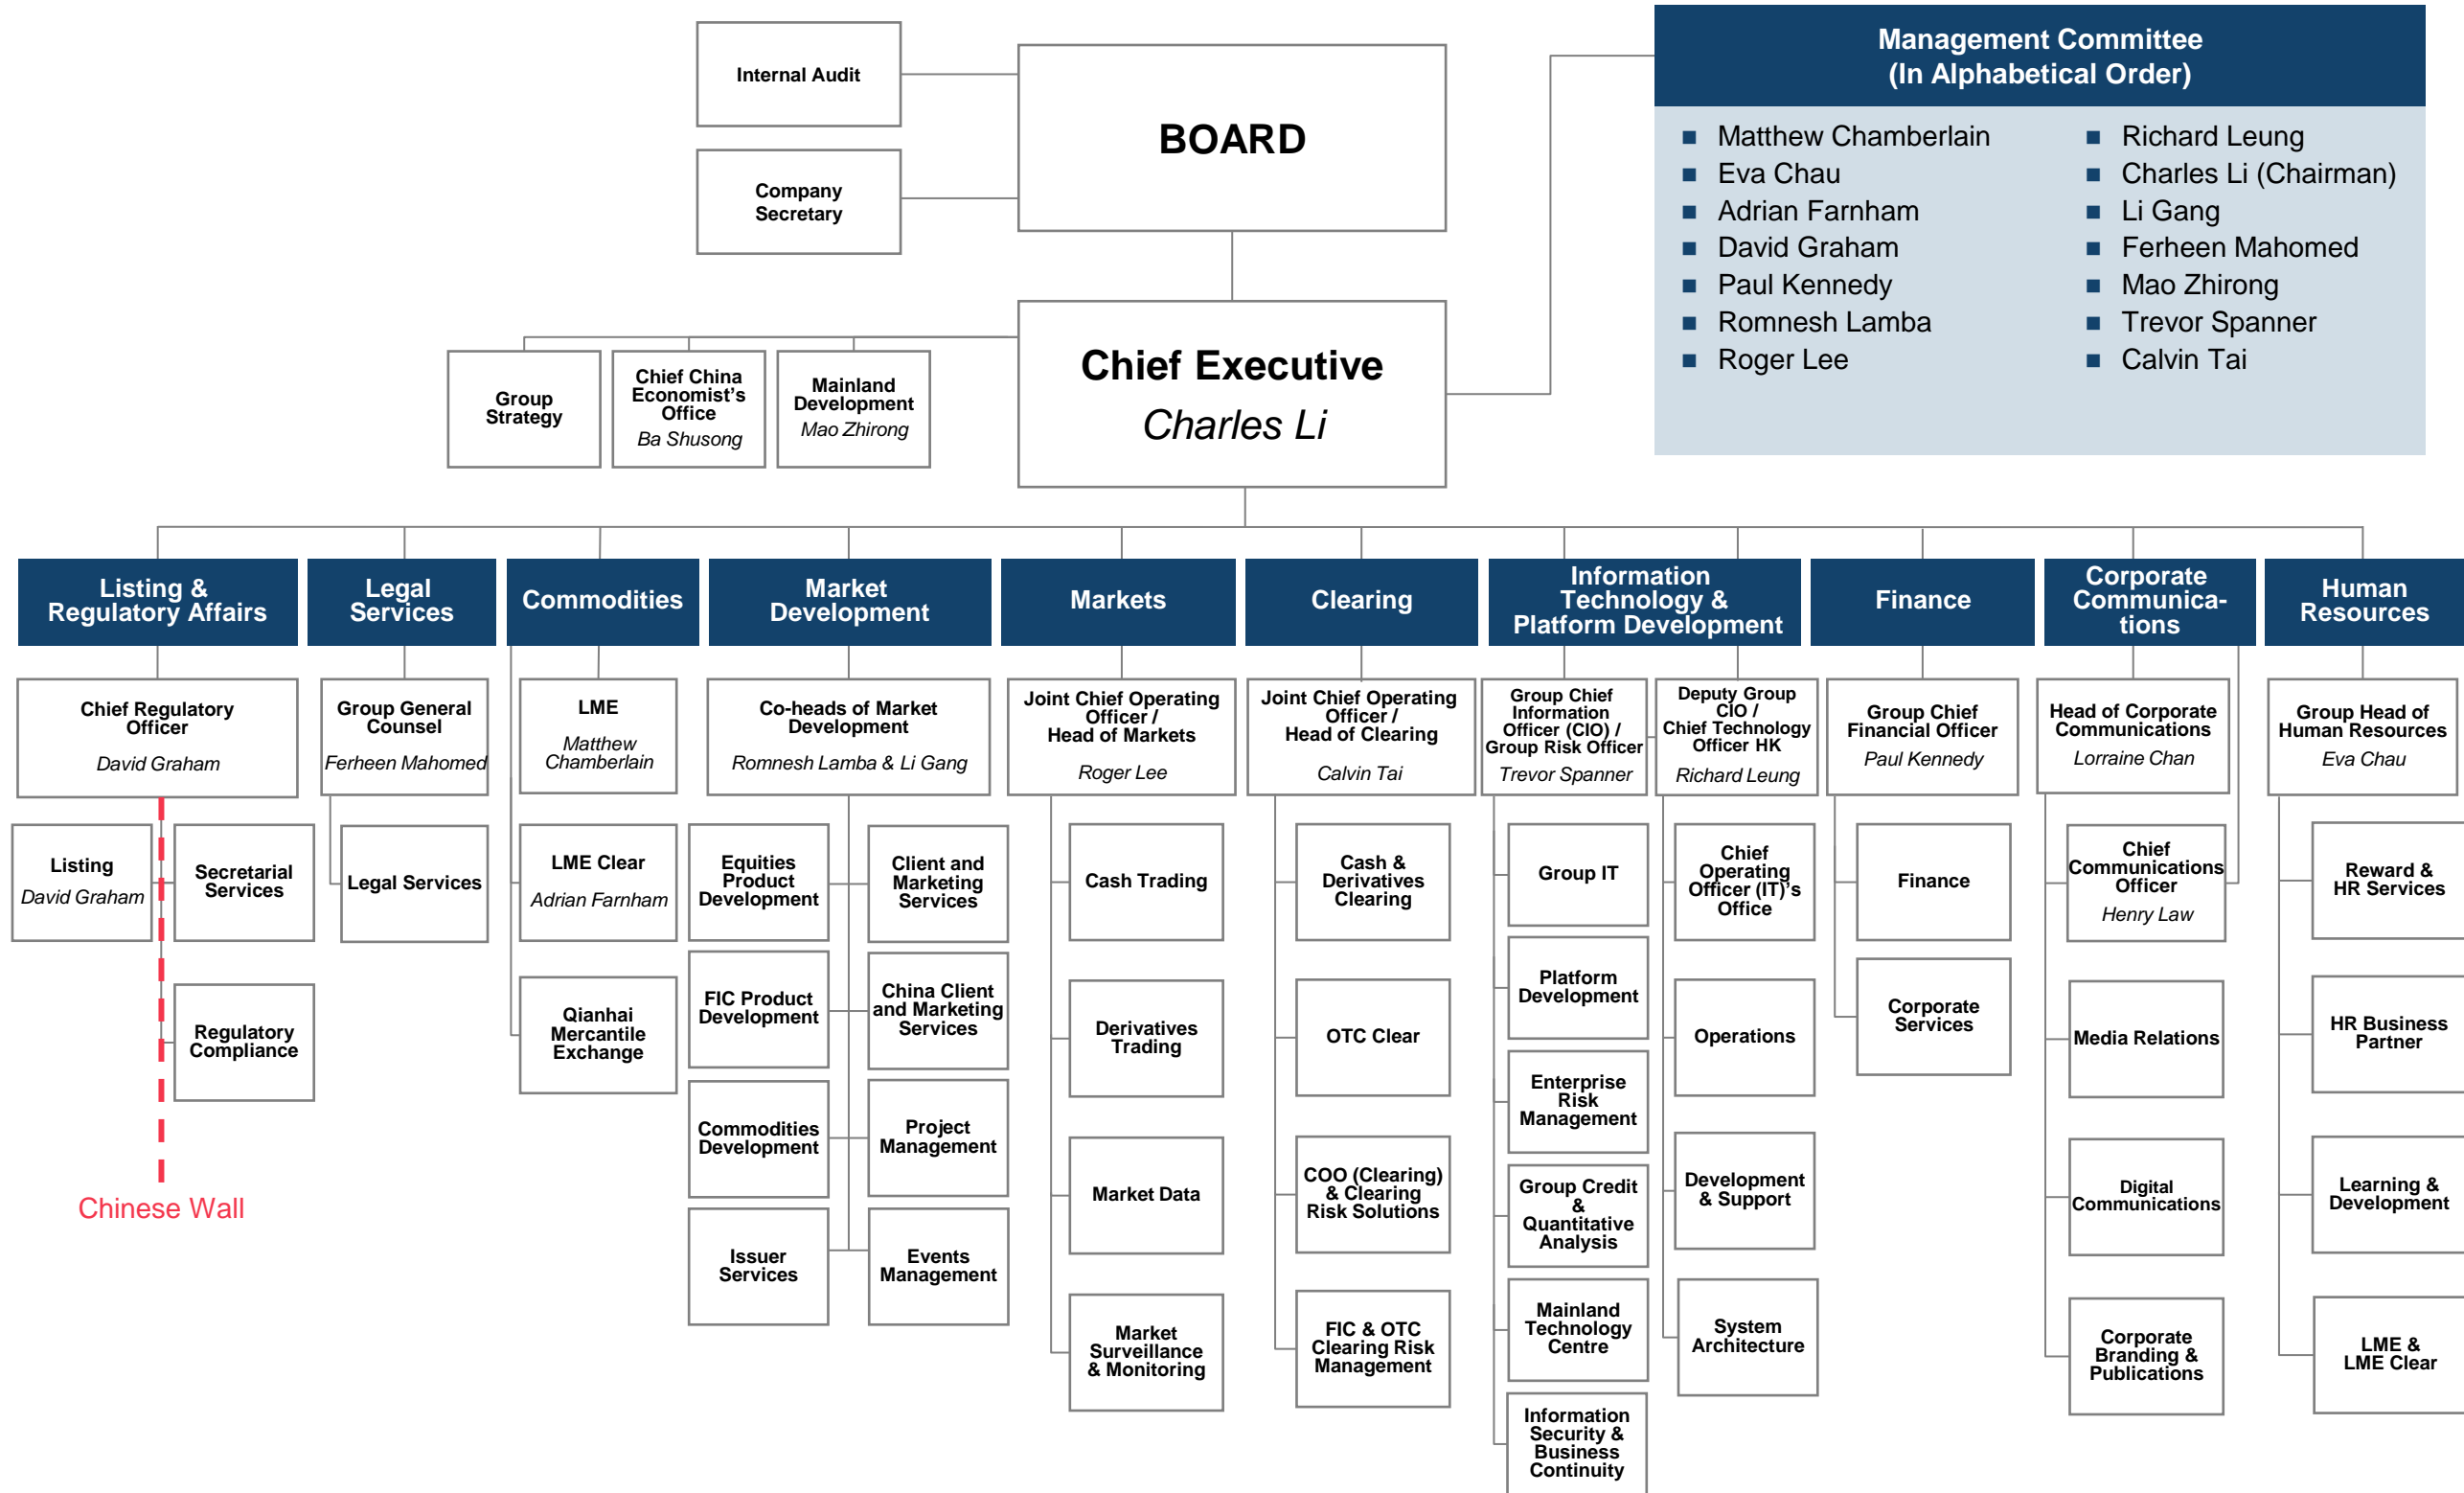 Internal Audit
BOARD
Company
Secretary
Management Committee
(In Alphabetical Order)
Matthew Chamberlain
Eva Chau
Adrian Farnham
David Graham
Paul Kennedy
Romnesh Lamba
Roger Lee
Richard Leung
Charles Li (Chairman)
Li Gang
Ferheen Mahomed
Mao Zhirong
Trevor Spanner
Calvin Tai
Chief Executive
Charles Li
Group
Strategy
Chief China
Economist's
Office
Ba Shusong
Mainland
Development
Mao Zhirong
Listing &
Regulatory Affairs
Legal
Services
Commodities
Market
Development
Markets
Clearing
Information
Technology &
Platform Development
Finance
Corporate
Communica-
tions
Human
Resources
Chief Regulatory
Officer
David Graham
Group General
Counsel
Ferheen Mahomed
LME
Matthew
Chamberlain
Co-heads of Market
Development
Romnesh Lamba & Li Gang
Joint Chief Operating
Officer /
Head of Markets
Roger Lee
Joint Chief Operating
Officer /
Head of Clearing
Calvin Tai
Group Chief
Information
Officer (CIO) /
Group Risk Officer
Trevor Spanner
Deputy Group
CIO /
Chief Technology
Officer HK
Richard Leung
Group Chief
Financial Officer
Paul Kennedy
Head of Corporate
Communications
Lorraine Chan
Group Head of
Human Resources
Eva Chau
Listing
David Graham
Secretarial
Services
Regulatory
Compliance
Chinese Wall
Legal Services
LME Clear
Adrian Farnham
Qianhai
Mercantile
Exchange
Equities
Product
Development
Client and
Marketing
Services
FIC Product
Development
China Client
and Marketing
Services
Commodities
Development
Project
Management
Issuer
Services
Events
Management
Cash Trading
Derivatives
Trading
Market Data
Market
Surveillance
& Monitoring
Cash &
Derivatives
Clearing
OTC Clear
COO (Clearing)
& Clearing
Risk Solutions
FIC & OTC
Clearing Risk
Management
Group IT
Platform
Development
Enterprise
Risk
Management
Group Credit
&
Quantitative
Analysis
Mainland
Technology
Centre
Information
Security &
Business
Continuity
Chief
Operating
Officer (IT)'s
Office
Operations
Development
& Support
System
Architecture
Finance
Corporate
Services
Chief
Communications
Officer
Henry Law
Media Relations
Digital
Communications
Corporate
Branding &
Publications
Reward &
HR Services
HR Business
Partner
Learning &
Development
LME &
LME Clear